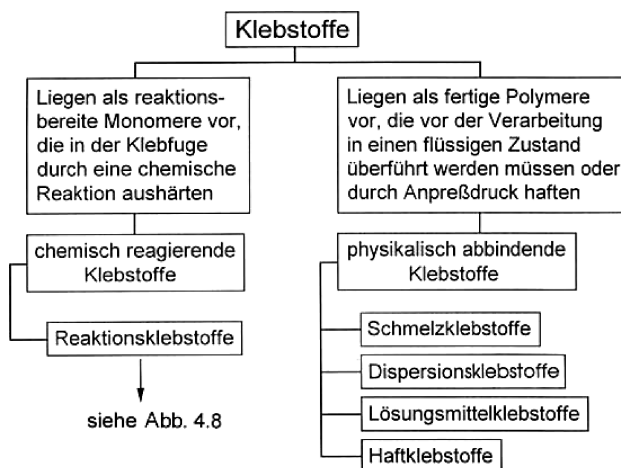 Klebstoffe
Liegen als reaktions-
bereite Monomere vor,
die in der Klebfuge
durch eine chemische
Reaktion aushärten
chemisch reagierende
Klebstoffe
Reaktionsklebstoffe
siehe Abb. 4.8
Liegen als fertige Polymere
vor, die vor der Verarbeitung
in einen flüssigen Zustand
überführt werden müssen oder
durch Anpreßdruck haften
physikalisch abbindende
Klebstoffe
Schmelzklebstoffe
Dispersionsklebstoffe
Lösungsmittelklebstoffe
Haftklebstoffe